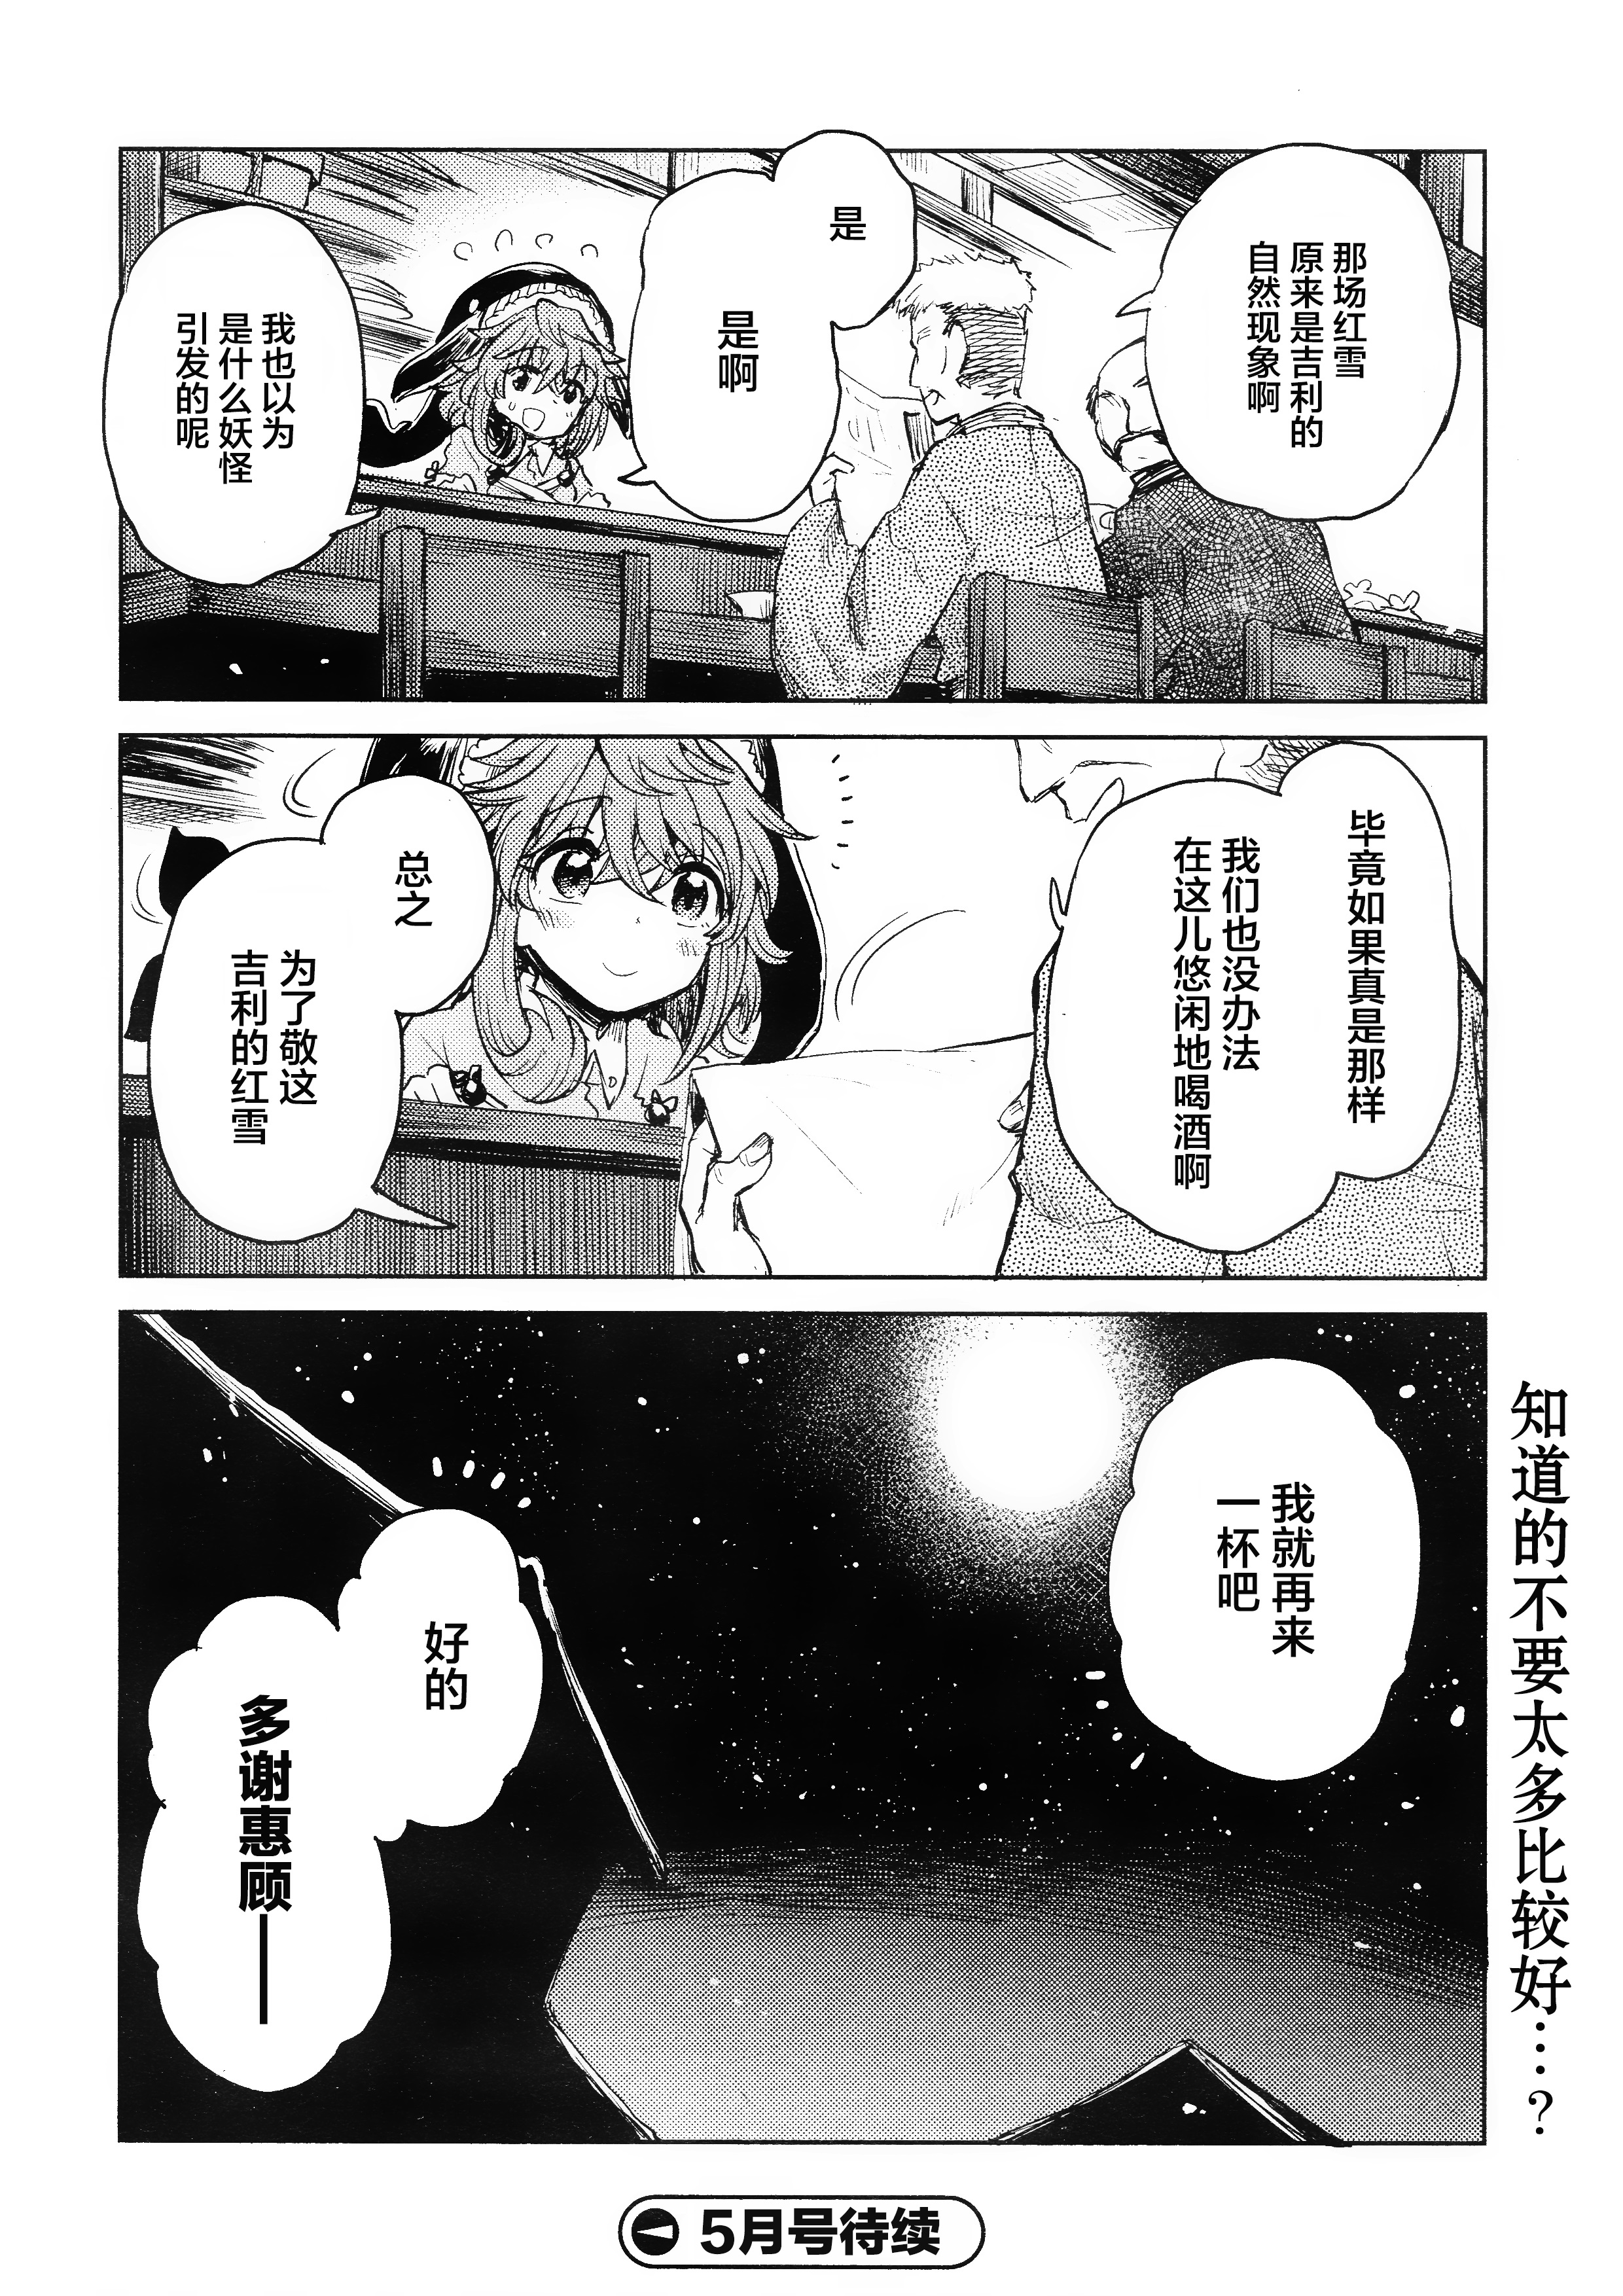 那场红雪
原来是吉利的
自然现象啊
是
是啊
我也以为
是什么妖怪
引发的呢
毕竟如果真是那样
我们也没办法
在这儿悠闲地喝酒啊
总之
为了敬这
吉利的红雪
我就再来
一杯吧
好的
多谢惠顾——
知道的不要太多比较好……?
5月号待续